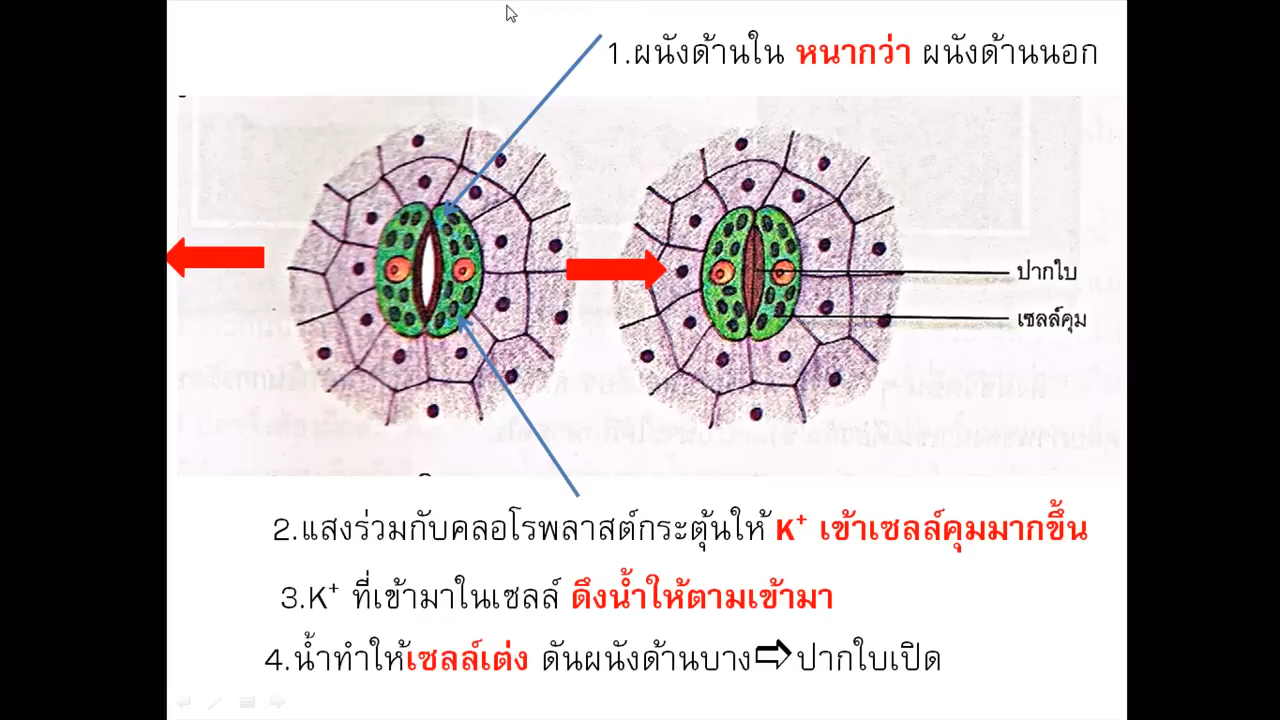 1.ผนังด้านใน หนากว่า ผนังด้านนอก
ปากใบ
เซลล์คุม
2.แสงร่วมกับคลอโรพลาสต์กระตุ้นให้ K⁺ เข้าเซลล์คุมมากขึ้น
3.K⁺ ที่เข้ามาในเซลล์ ดึงน้ำให้ตามเข้ามา
4.น้ำทำให้เซลล์เต่ง ดันผนังด้านบาง⇨ปากใบเปิด